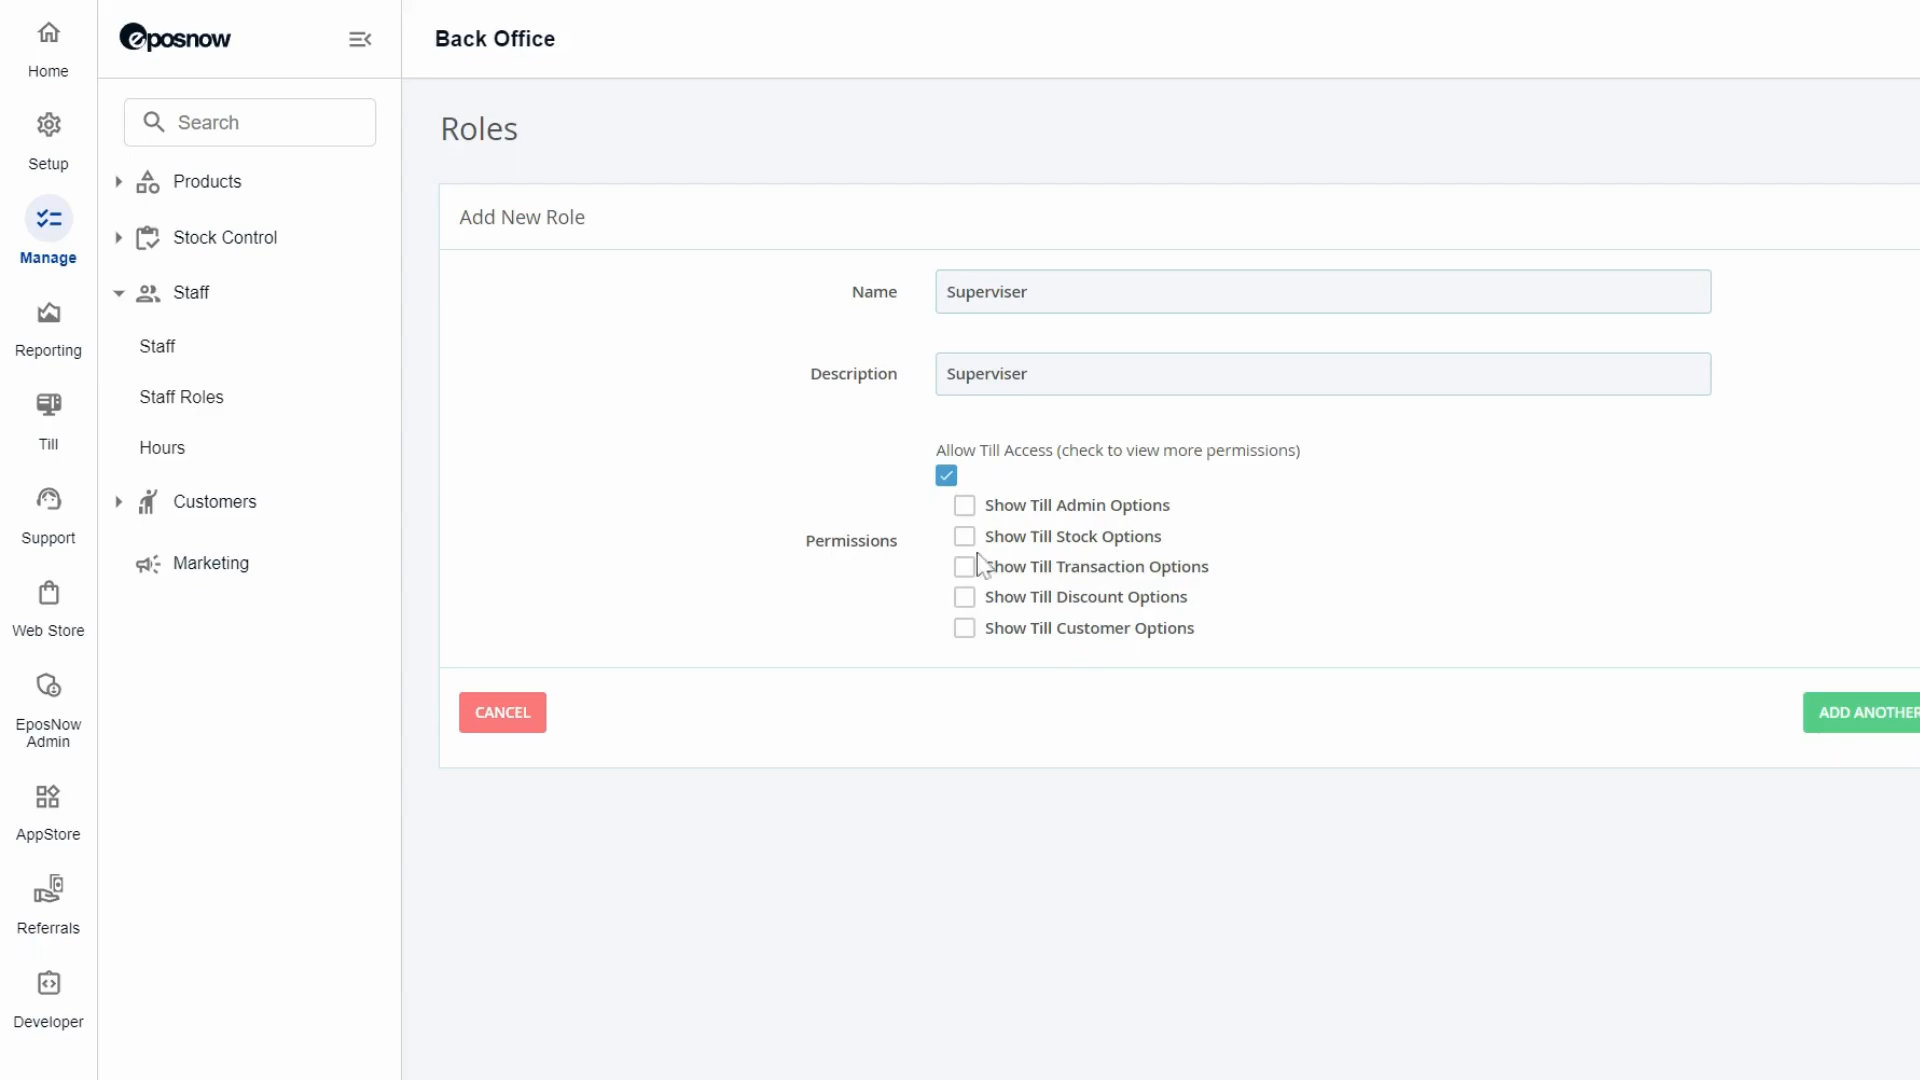 Home
Setup
Manage
Reporting
Till
Support
Web Store
EposNow
Admin
AppStore
Referrals
Developer
eposnow
Search
Products
Stock Control
Staff
Staff
Staff Roles
Hours
Customers
Marketing
Back Office
Roles
Add New Role
Name
Superviser
Description
Superviser
Permissions
Allow Till Access (check to view more permissions)
Show Till Admin Options
Show Till Stock Options
Show Till Transaction Options
Show Till Discount Options
Show Till Customer Options
CANCEL
ADD ANOTHER